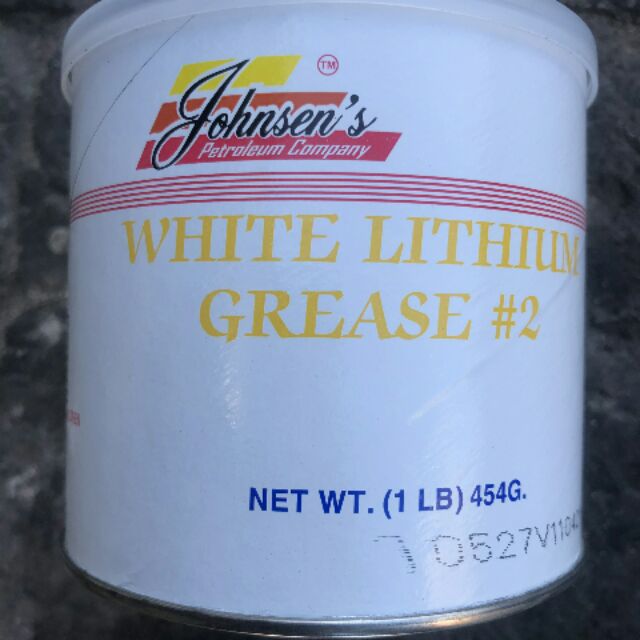 Johnsen's TM
Petroleum Company
WHITE LITHIUM
GREASE #2
NET WT. (1 LB) 454G.